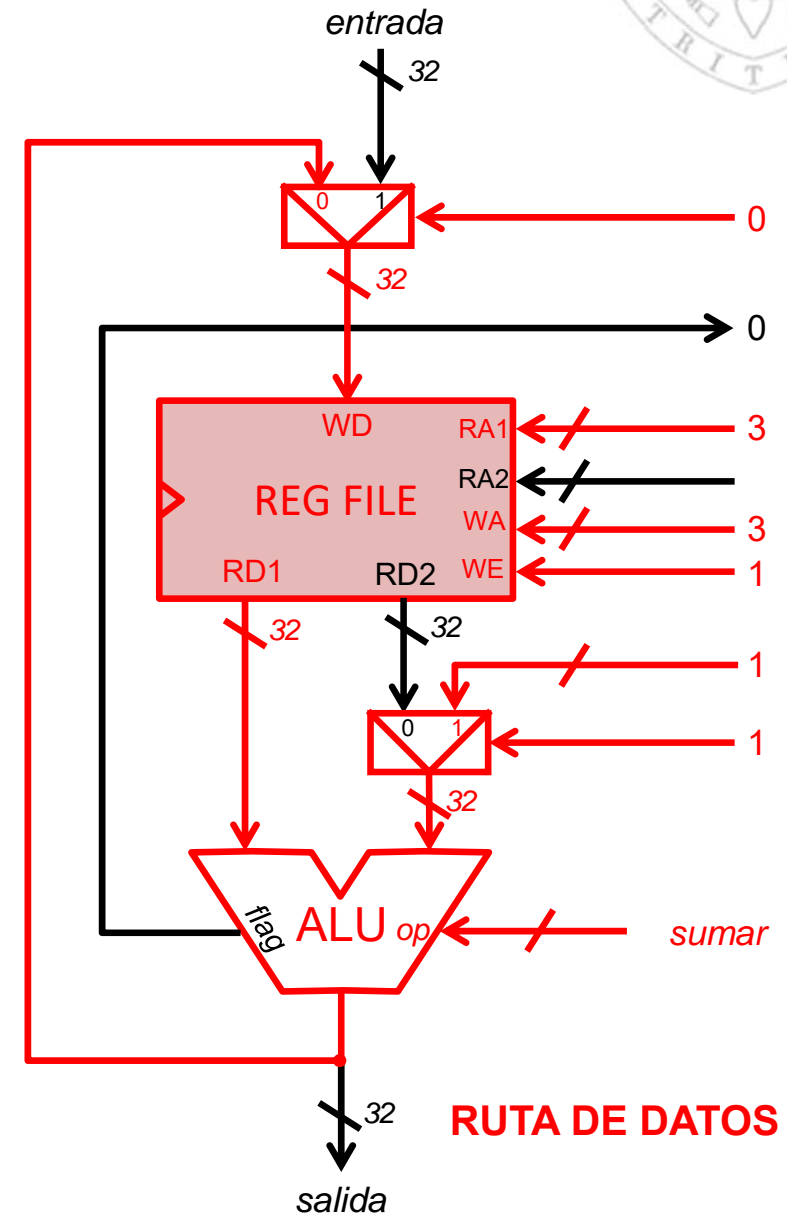 entrada
32
0 1
0
32
0
WD
RA1
3
RA2
REG FILE
WA
3
RD1
RD2
WE
1
32
32
1
0 1
1
32
flag
ALU
op
sumar
32
RUTA DE DATOS
salida
T R I T